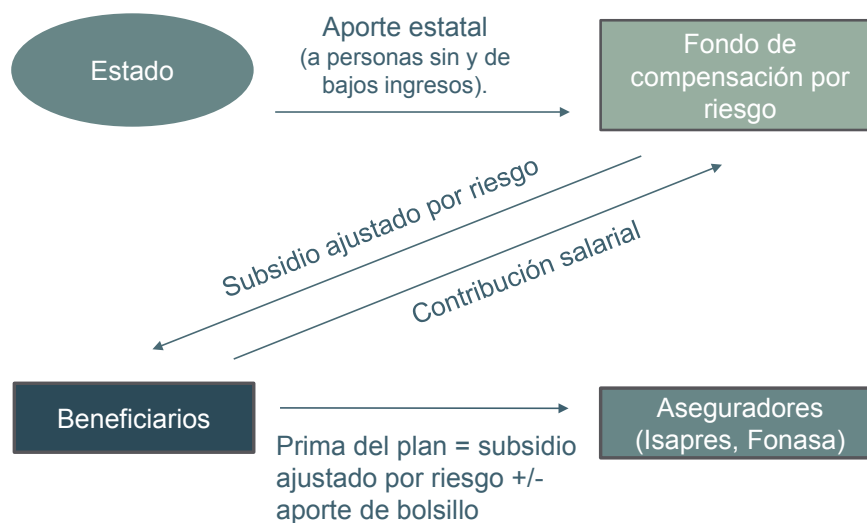 Estado
Aporte estatal
(a personas sin y de
bajos ingresos).
Fondo de
compensación por
riesgo
Subsidio ajustado por riesgo
Contribución salarial
Beneficiarios
Prima del plan = subsidio
ajustado por riesgo +/-
aporte de bolsillo
Aseguradores
(Isapres, Fonasa)